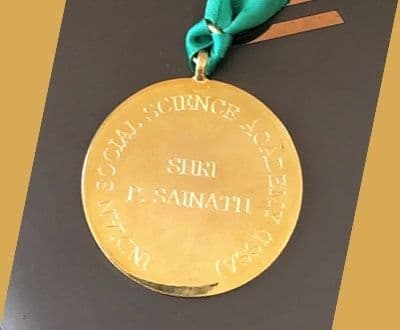 INDIAN SOCIAL SCIENCE ACADEMY (ISSA)
SHRI
P. SAINATH